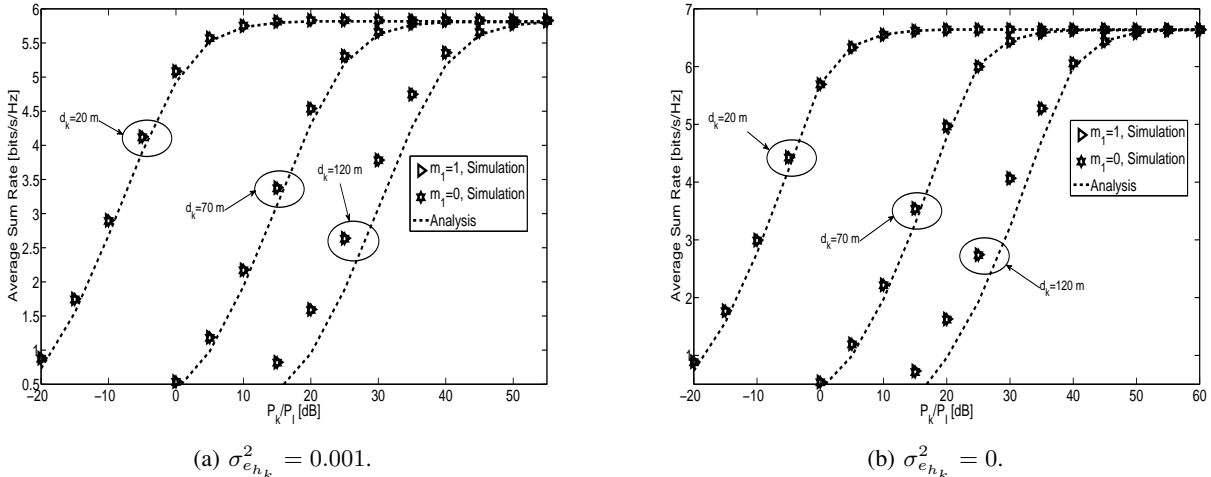 6
5.5
5
4.5
4
3.5
3
2.5
2
1.5
1
0.5
Average Sum Rate [bits/s/Hz]
d_k=20 m
d_k=70 m
d_k=120 m
m_1=1, Simulation
m_1=0, Simulation
Analysis
−20 −10 0 10 20 30 40 50
P_k/P_I [dB]
(a) σ²_{e_{h_k}} = 0.001.
7
6
5
4
3
2
1
Average Sum Rate [bits/s/Hz]
d_k=20 m
d_k=70 m
d_k=120 m
m_1=1, Simulation
m_1=0, Simulation
Analysis
−20 −10 0 10 20 30 40 50 60
P_k/P_I [dB]
(b) σ²_{e_{h_k}} = 0.